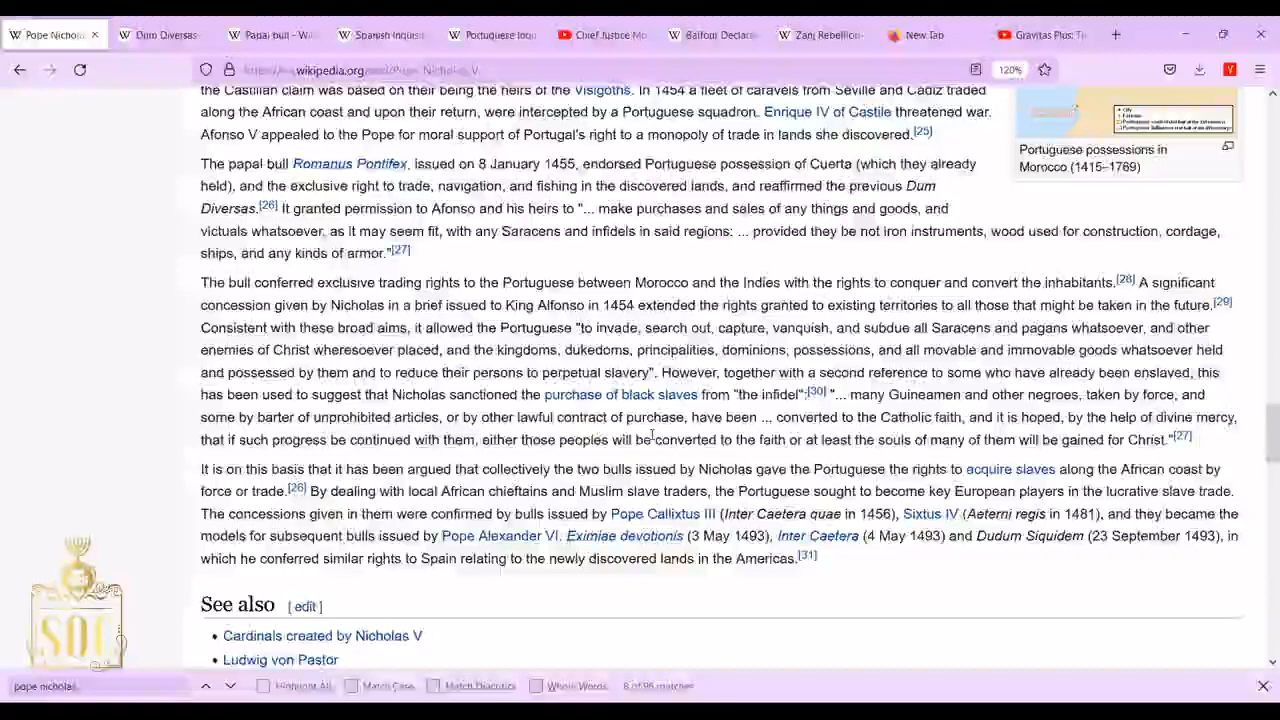 Pope Nichola
Dum Diversas
Papal bull - Wi
Spanish Inquis
Portuguese Inqu
Chief Justice Mo
Balfour Declara
Zanj Rebellion
New Tab
Gravitas Plus: T
wikipedia.org
120%
the Castilian claim was based on their being the heirs of the Visigoths. In 1454 a fleet of caravels from Seville and Cadiz traded
along the African coast and upon their return, were intercepted by a Portuguese squadron. Enrique IV of Castile threatened war.
Afonso V appealed to the Pope for moral support of Portugal's right to a monopoly of trade in lands she discovered.[25]
Portuguese possessions in
Morocco (1415–1769)
The papal bull Romanus Pontifex, issued on 8 January 1455, endorsed Portuguese possession of Cuerta (which they already
held), and the exclusive right to trade, navigation, and fishing in the discovered lands, and reaffirmed the previous Dum
Diversas.[26] It granted permission to Afonso and his heirs to "... make purchases and sales of any things and goods, and
victuals whatsoever, as it may seem fit, with any Saracens and infidels in said regions: ... provided they be not iron instruments, wood used for construction, cordage,
ships, and any kinds of armor."[27]
The bull conferred exclusive trading rights to the Portuguese between Morocco and the Indies with the rights to conquer and convert the inhabitants.[28] A significant
concession given by Nicholas in a brief issued to King Alfonso in 1454 extended the rights granted to existing territories to all those that might be taken in the future.[29]
Consistent with these broad aims, it allowed the Portuguese "to invade, search out, capture, vanquish, and subdue all Saracens and pagans whatsoever, and other
enemies of Christ wheresoever placed, and the kingdoms, dukedoms, principalities, dominions, possessions, and all movable and immovable goods whatsoever held
and possessed by them and to reduce their persons to perpetual slavery". However, together with a second reference to some who have already been enslaved, this
has been used to suggest that Nicholas sanctioned the purchase of black slaves from "the infidel":[30] "... many Guineamen and other negroes, taken by force, and
some by barter of unprohibited articles, or by other lawful contract of purchase, have been ... converted to the Catholic faith, and it is hoped, by the help of divine mercy,
that if such progress be continued with them, either those peoples will be converted to the faith or at least the souls of many of them will be gained for Christ."[27]
It is on this basis that it has been argued that collectively the two bulls issued by Nicholas gave the Portuguese the rights to acquire slaves along the African coast by
force or trade.[26] By dealing with local African chieftains and Muslim slave traders, the Portuguese sought to become key European players in the lucrative slave trade.
The concessions given in them were confirmed by bulls issued by Pope Callixtus III (Inter Caetera quae in 1456), Sixtus IV (Aeterni regis in 1481), and they became the
models for subsequent bulls issued by Pope Alexander VI. Eximiae devotionis (3 May 1493), Inter Caetera (4 May 1493) and Dudum Siquidem (23 September 1493), in
which he conferred similar rights to Spain relating to the newly discovered lands in the Americas.[31]
See also [ edit ]
• Cardinals created by Nicholas V
• Ludwig von Pastor
SOC
pope nicholas
Highlight All
Match Case
Match Diacritics
Whole Words
8 of 96 matches